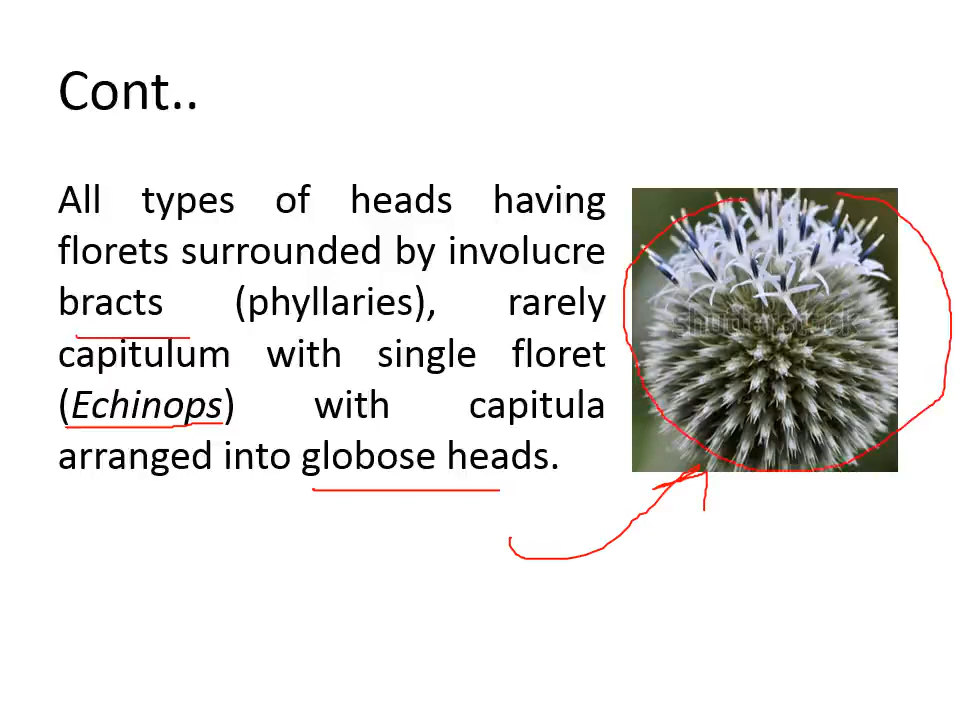 Cont..
All types of heads having
florets surrounded by involucre
bracts (phyllaries), rarely
capitulum with single floret
(Echinops) with capitula
arranged into globose heads.
shutterstock